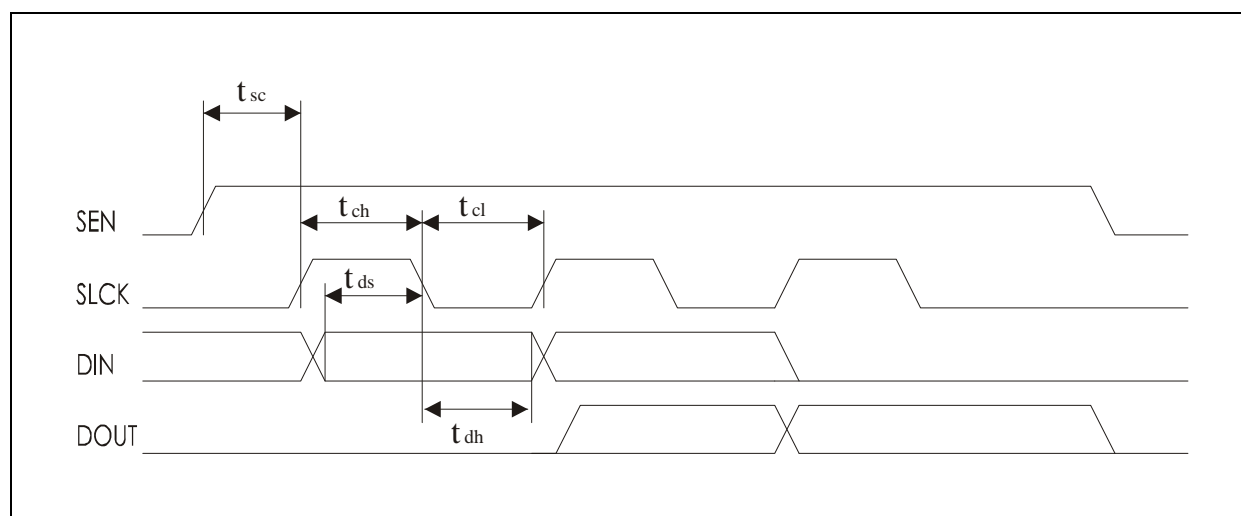 t sc
SEN
t ch
t cl
SLCK
t ds
DIN
DOUT
t dh